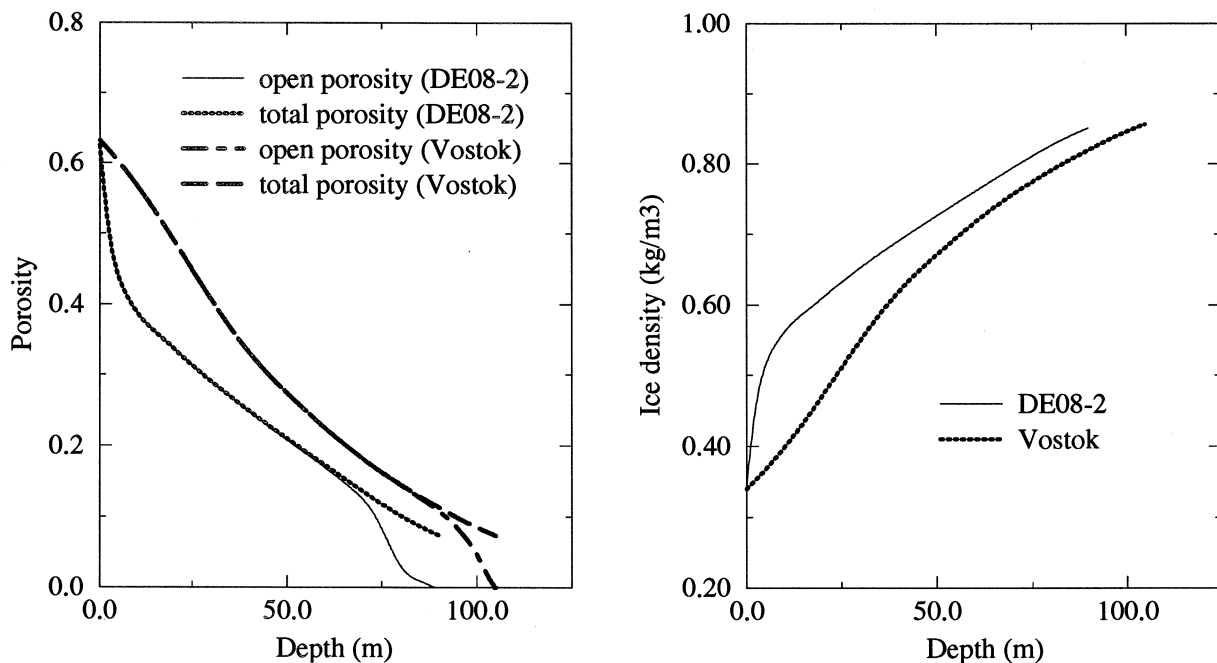 0.8
0.6
0.4
0.2
0.0
Porosity
open porosity (DE08-2)
total porosity (DE08-2)
open porosity (Vostok)
total porosity (Vostok)
0.0 50.0 100.0
Depth (m)
1.00
0.80
0.60
0.40
0.20
Ice density (kg/m3)
DE08-2
Vostok
0.0 50.0 100.0
Depth (m)